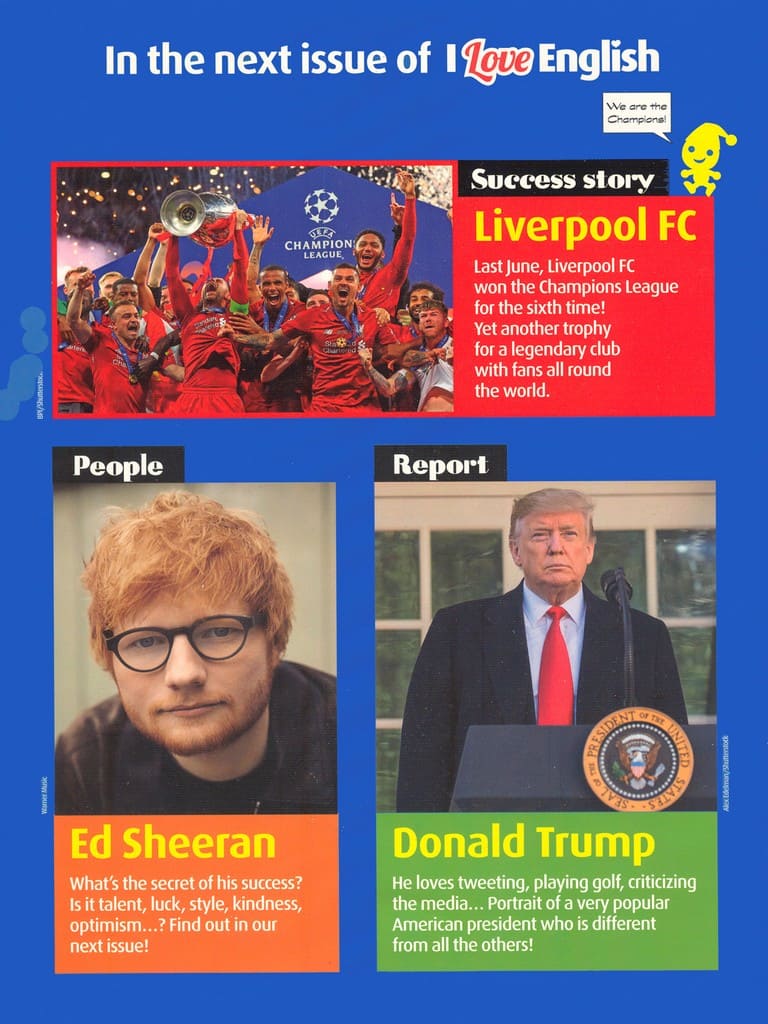 In the next issue of I Love English
We are the
Champions!
Success story
Liverpool FC
Last June, Liverpool FC
won the Champions League
for the sixth time!
Yet another trophy
for a legendary club
with fans all round
the world.
UEFA
CHAMPIONS
LEAGUE
Standard
Chartered
BPI/Shutterstock
People
Warner Music
Ed Sheeran
What's the secret of his success?
Is it talent, luck, style, kindness,
optimism...? Find out in our
next issue!
Report
SEAL OF THE PRESIDENT OF THE UNITED STATES
Alex Edelman/Shutterstock
Donald Trump
He loves tweeting, playing golf, criticizing
the media... Portrait of a very popular
American president who is different
from all the others!